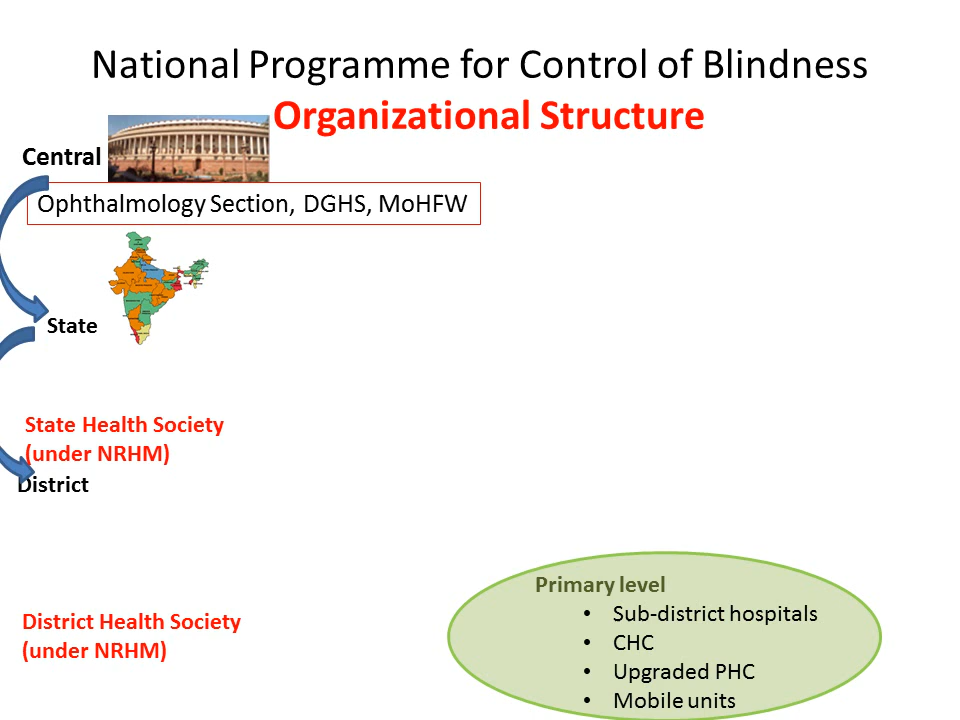 National Programme for Control of Blindness
Organizational Structure
Central
Ophthalmology Section, DGHS, MoHFW
State
State Health Society
(under NRHM)
District
District Health Society
(under NRHM)
Primary level
• Sub-district hospitals
• CHC
• Upgraded PHC
• Mobile units